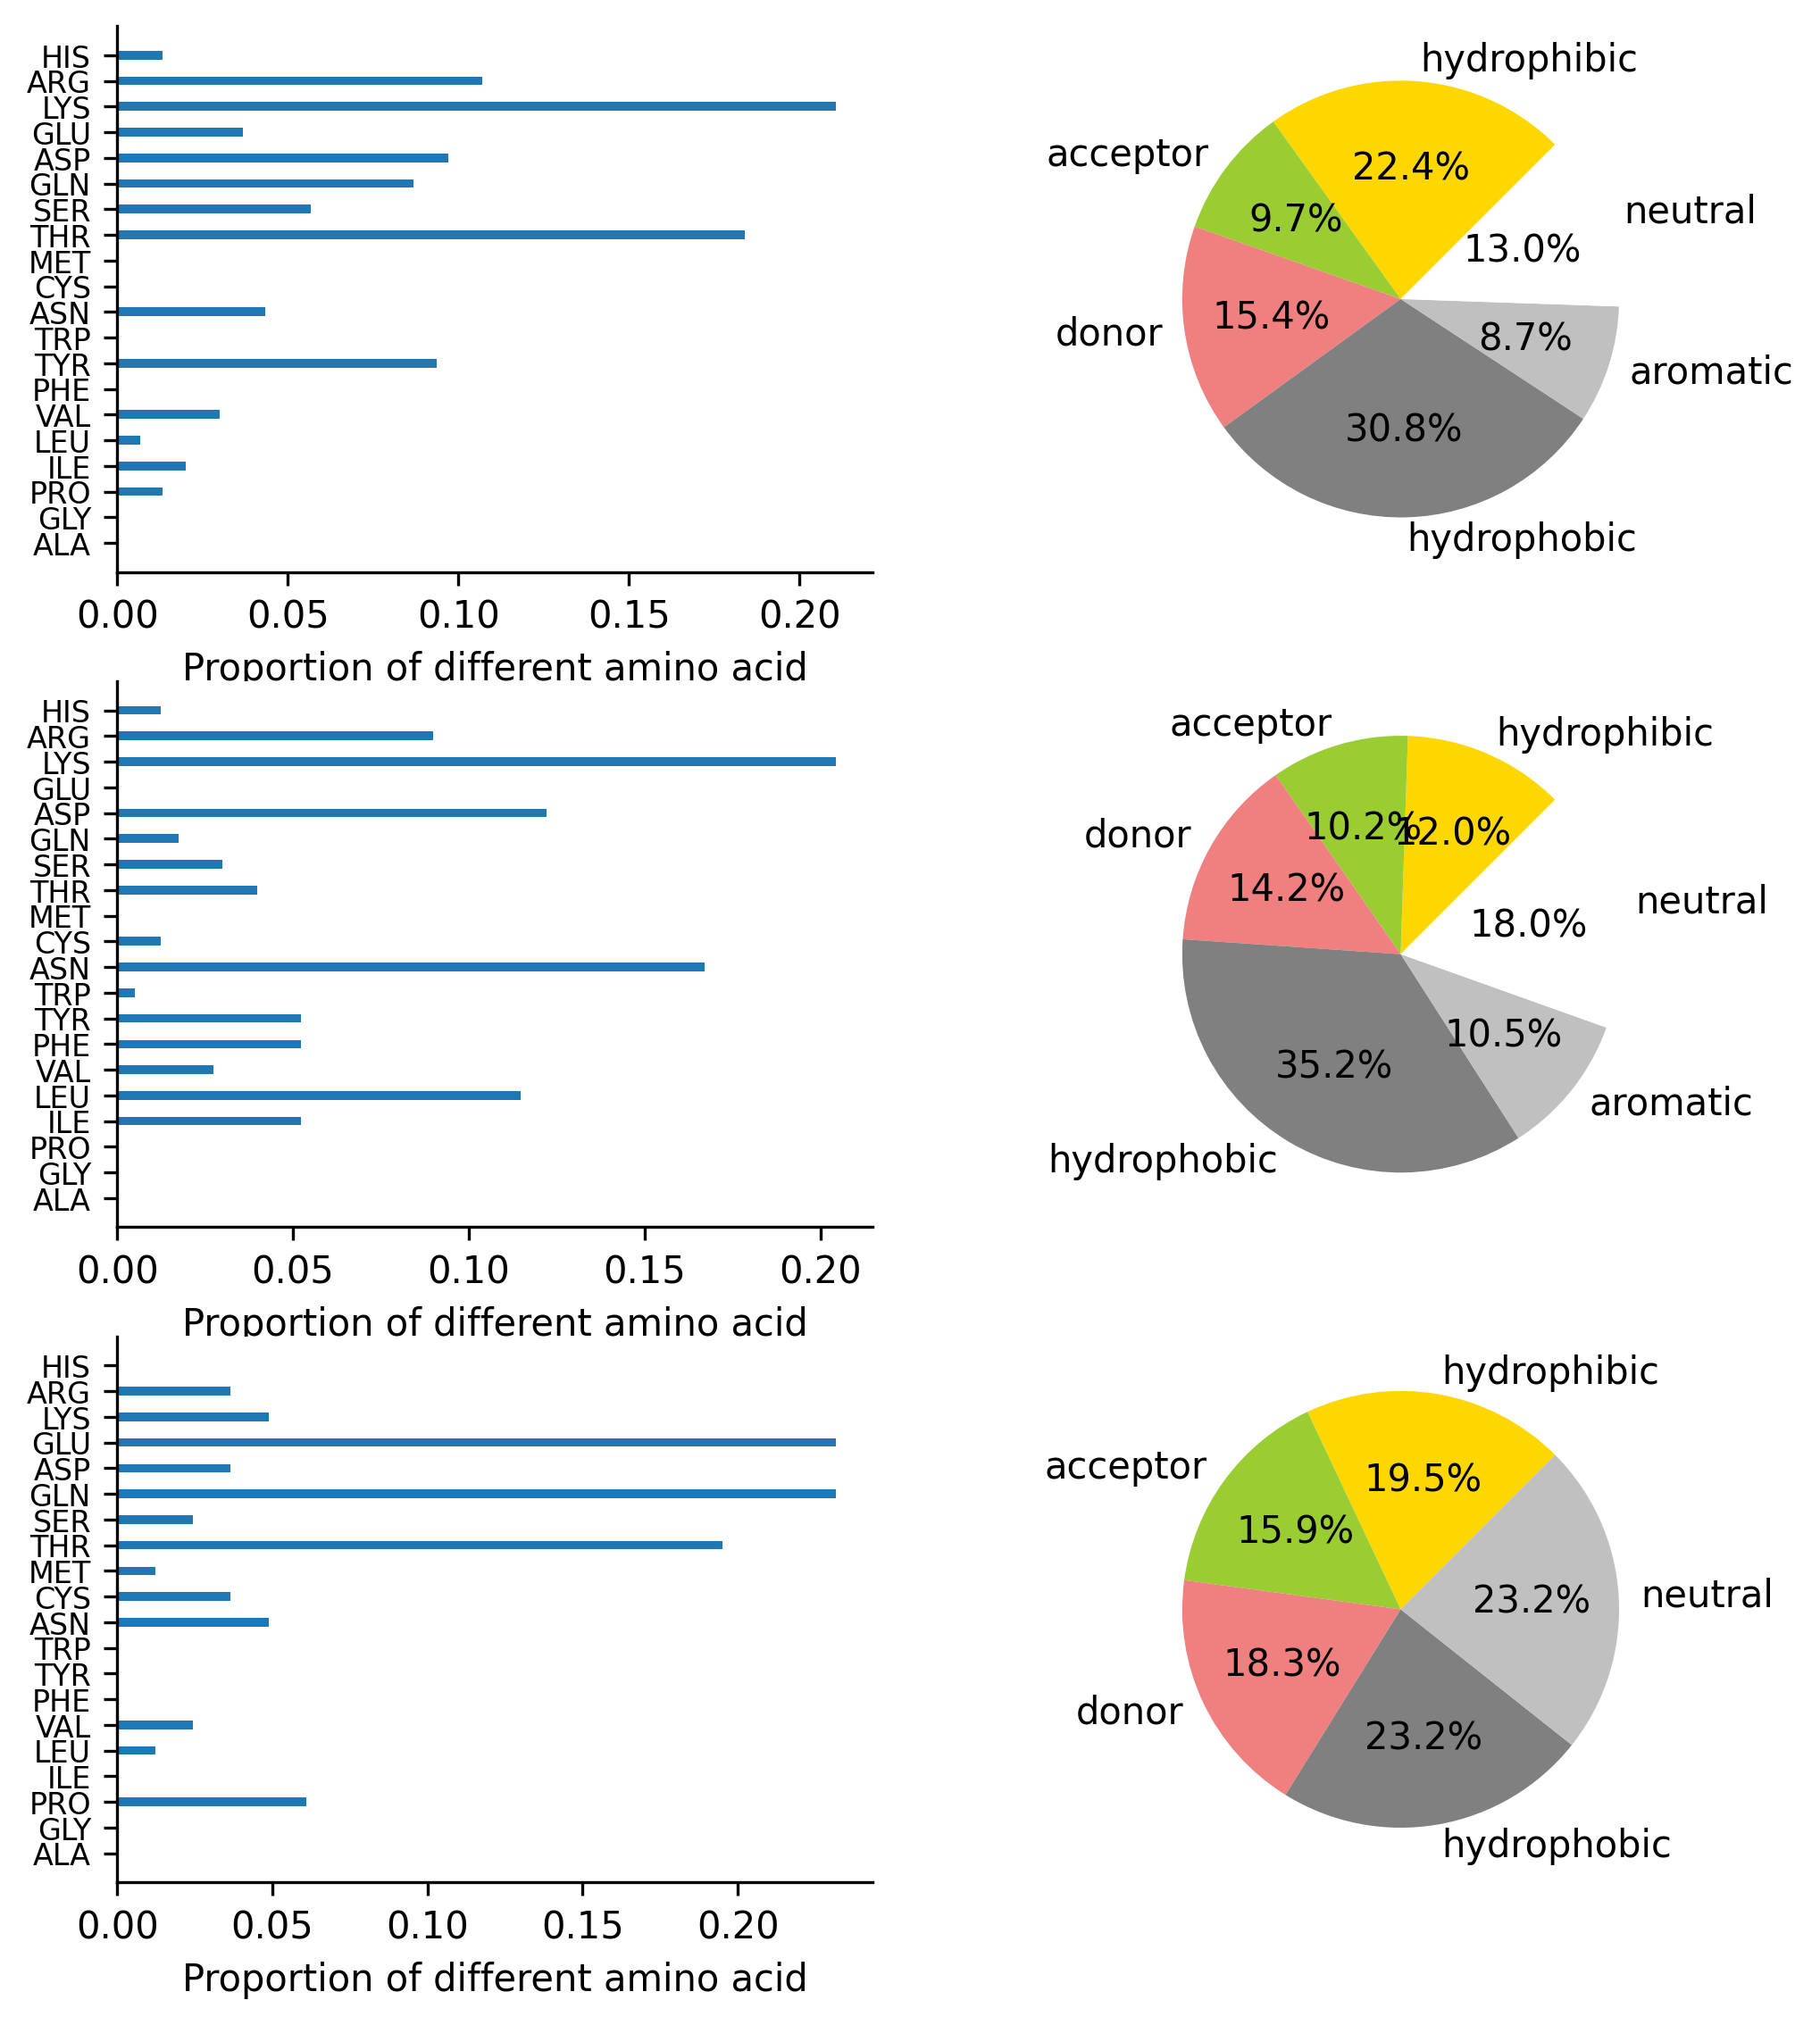 HIS
ARG
LYS
GLU
ASP
GLN
SER
THR
MET
CYS
ASN
TRP
TYR
PHE
VAL
LEU
ILE
PRO
GLY
ALA
0.00 0.05 0.10 0.15 0.20
Proportion of different amino acid
hydrophibic
22.4%
acceptor
9.7%
neutral
13.0%
donor
15.4%
8.7%
aromatic
30.8%
hydrophobic
HIS
ARG
LYS
GLU
ASP
GLN
SER
THR
MET
CYS
ASN
TRP
TYR
PHE
VAL
LEU
ILE
PRO
GLY
ALA
0.00 0.05 0.10 0.15 0.20
Proportion of different amino acid
acceptor
hydrophibic
10.2%
12.0%
donor
14.2%
neutral
18.0%
10.5%
35.2%
aromatic
hydrophobic
HIS
ARG
LYS
GLU
ASP
GLN
SER
THR
MET
CYS
ASN
TRP
TYR
PHE
VAL
LEU
ILE
PRO
GLY
ALA
0.00 0.05 0.10 0.15 0.20
Proportion of different amino acid
hydrophibic
19.5%
acceptor
15.9%
23.2%
neutral
18.3%
donor
23.2%
hydrophobic